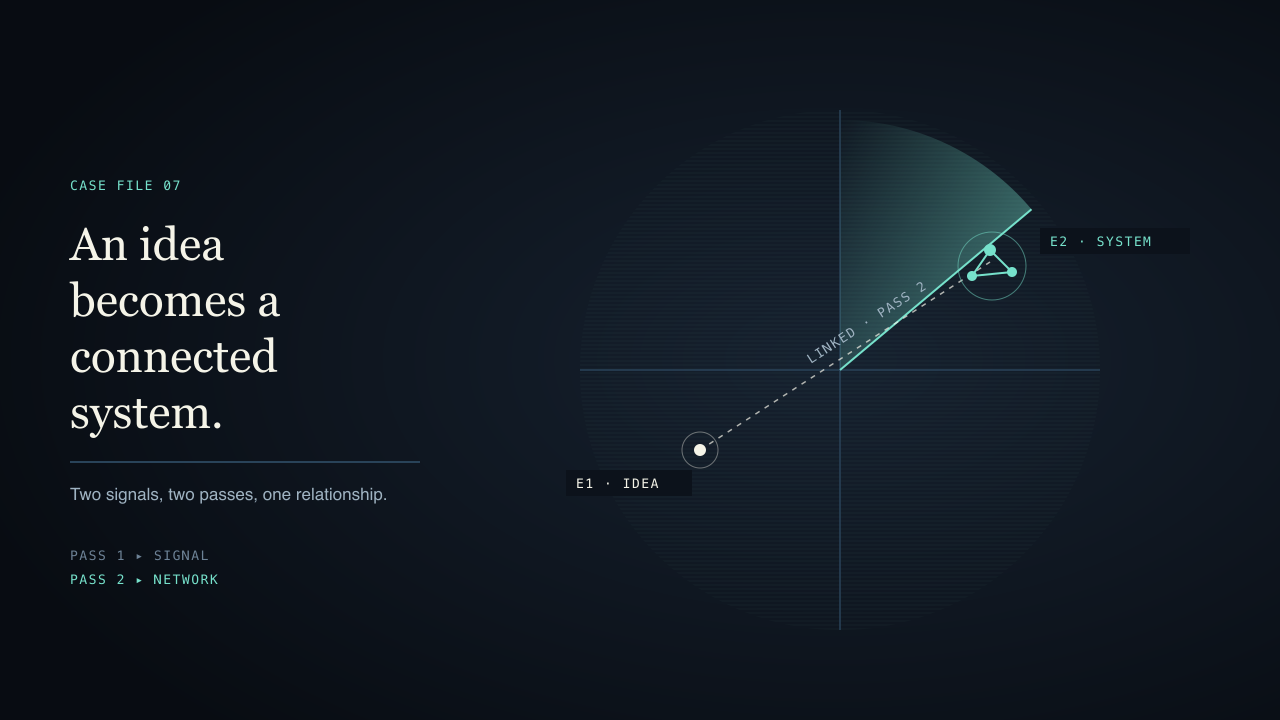 CASE FILE 07
An idea
becomes a
connected
system.
Two signals, two passes, one relationship.
PASS 1 ▸ SIGNAL
PASS 2 ▸ NETWORK
E2 · SYSTEM
LINKED · PASS 2
E1 · IDEA